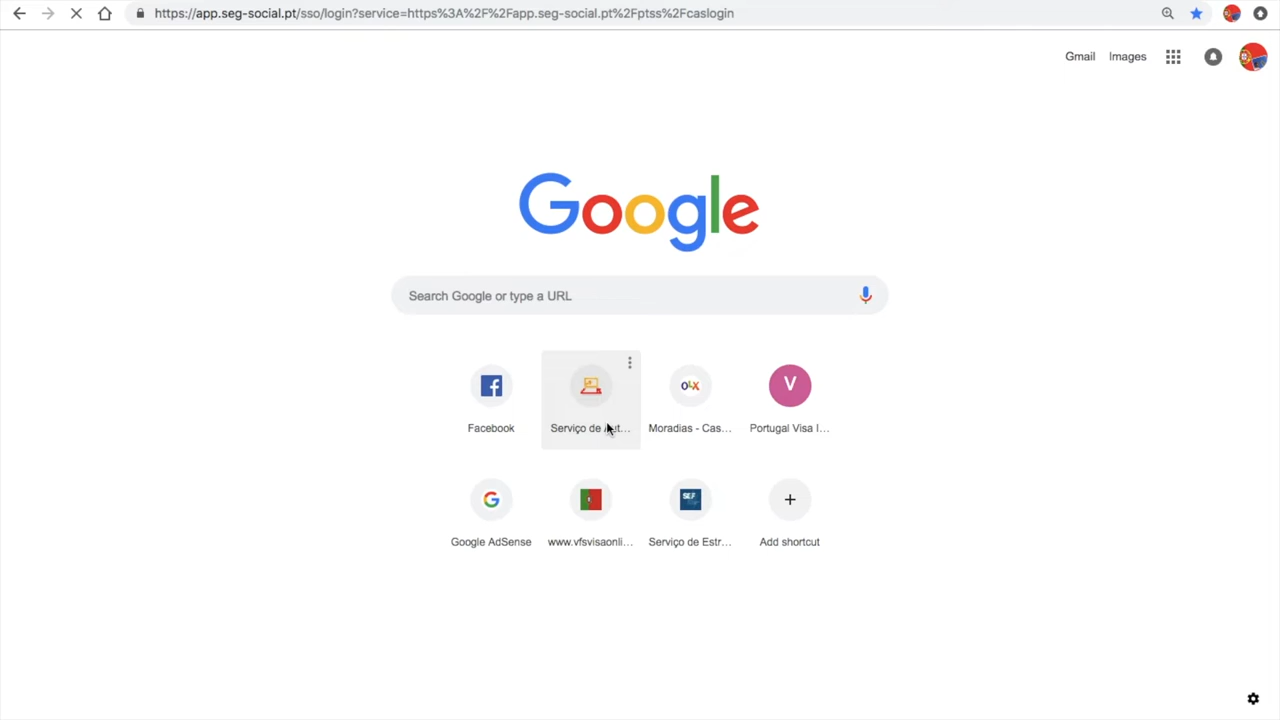 https://app.seg-social.pt/sso/login?service=https%3A%2F%2Fapp.seg-social.pt%2Fptss%2Fcaslogin
Gmail Images
Google
Search Google or type a URL
OLX V
Facebook Serviço de Moradias - Cas... Portugal Visa I...
G SEF
Google AdSense www.vfsvisaonli... Serviço de Estr... Add shortcut